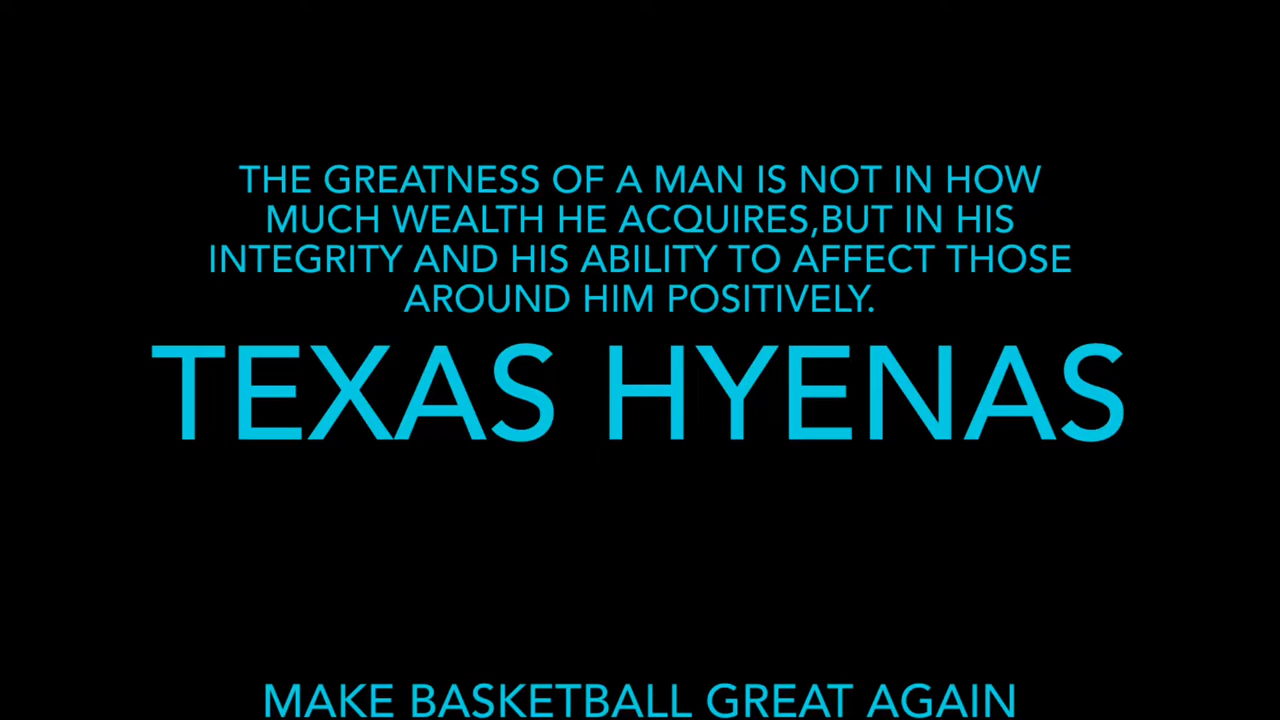 THE GREATNESS OF A MAN IS NOT IN HOW
MUCH WEALTH HE ACQUIRES,BUT IN HIS
INTEGRITY AND HIS ABILITY TO AFFECT THOSE
AROUND HIM POSITIVELY.
TEXAS HYENAS
MAKE BASKETBALL GREAT AGAIN